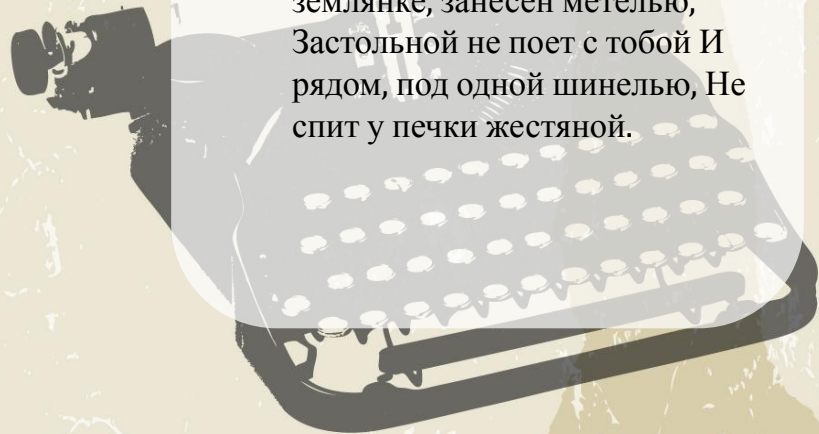 землянке, занесен метелью,
Застольной не поет с тобой И
рядом, под одной шинелью, Не
спит у печки жестяной.